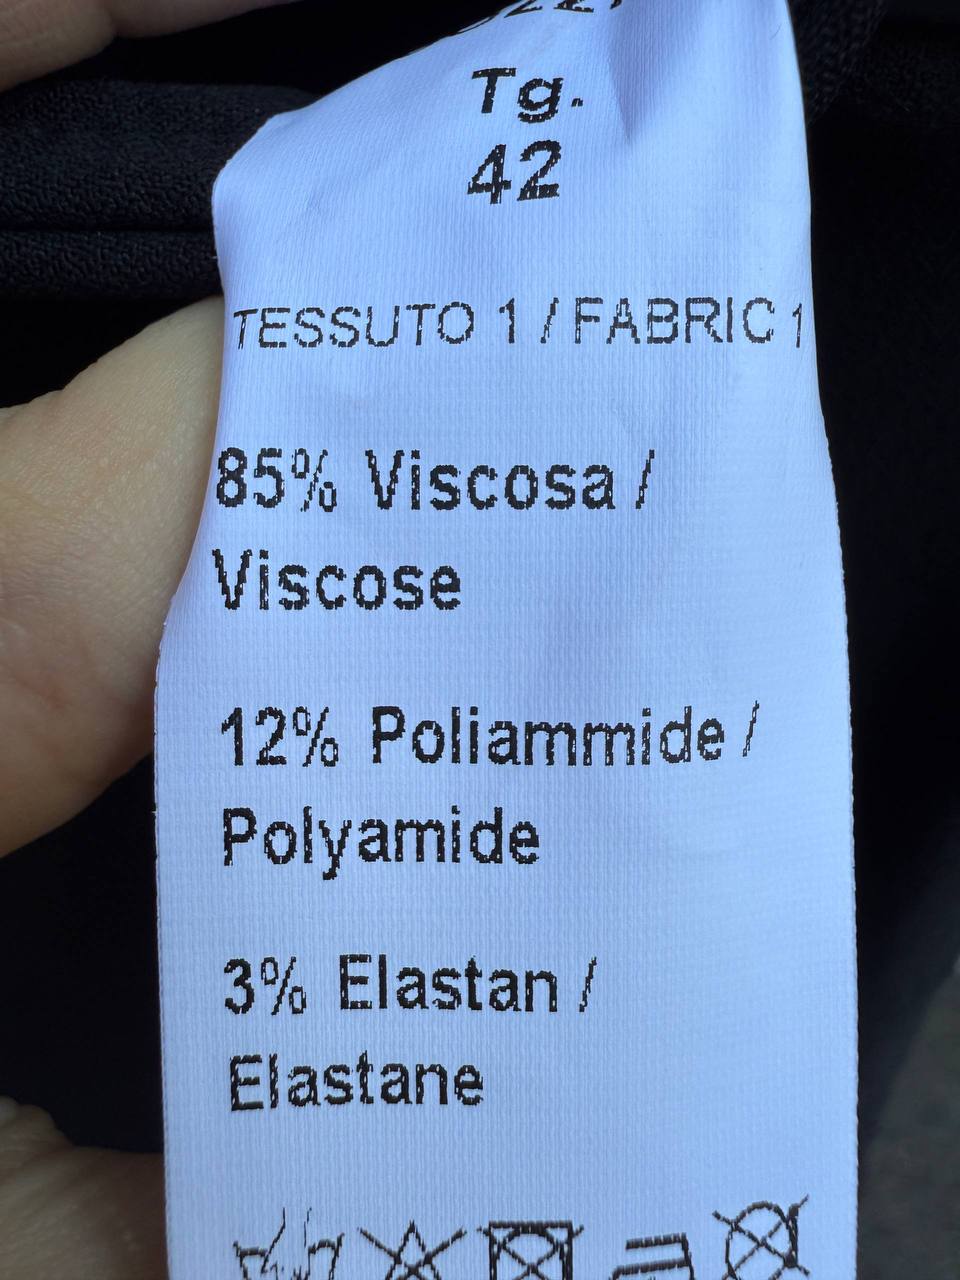 Tg.
42
TESSUTO 1 / FABRIC 1
85% Viscosa /
Viscose
12% Poliammide /
Polyamide
3% Elastan /
Elastane